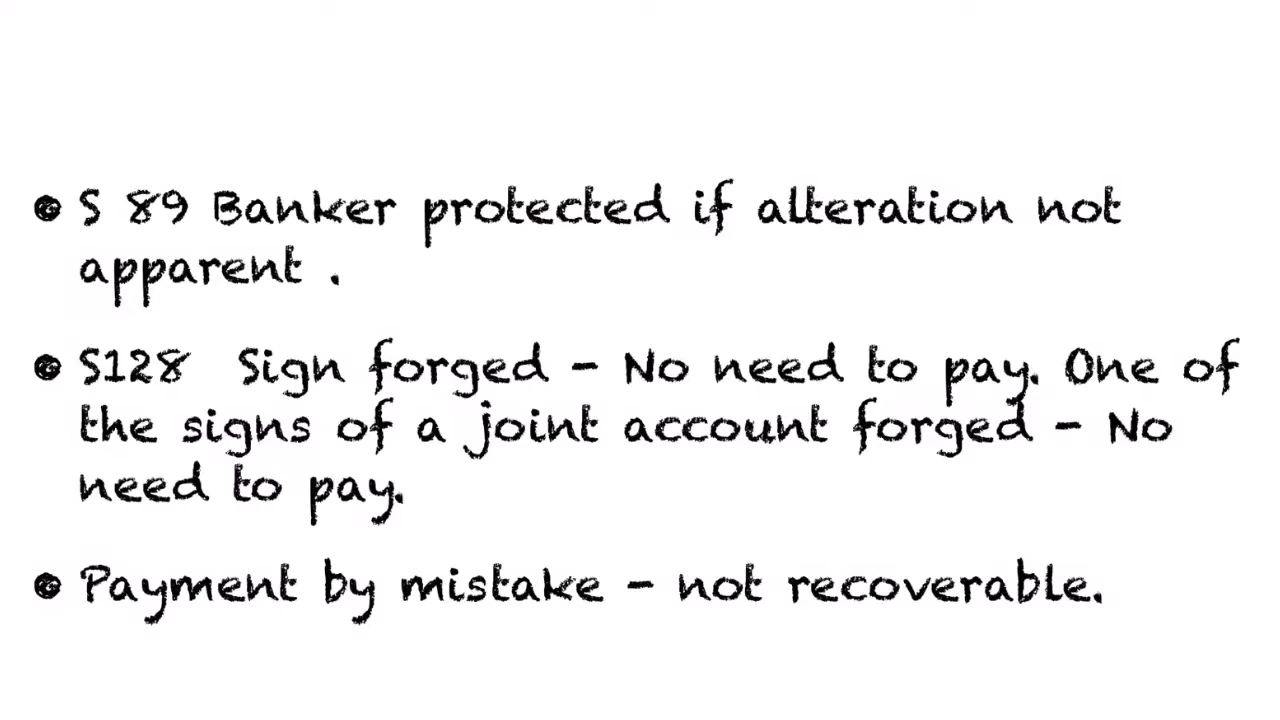 • S 89 Banker protected if alteration not
apparent .
• S128 Sign forged - No need to pay. One of
the signs of a joint account forged - No
need to pay.
• Payment by mistake - not recoverable.